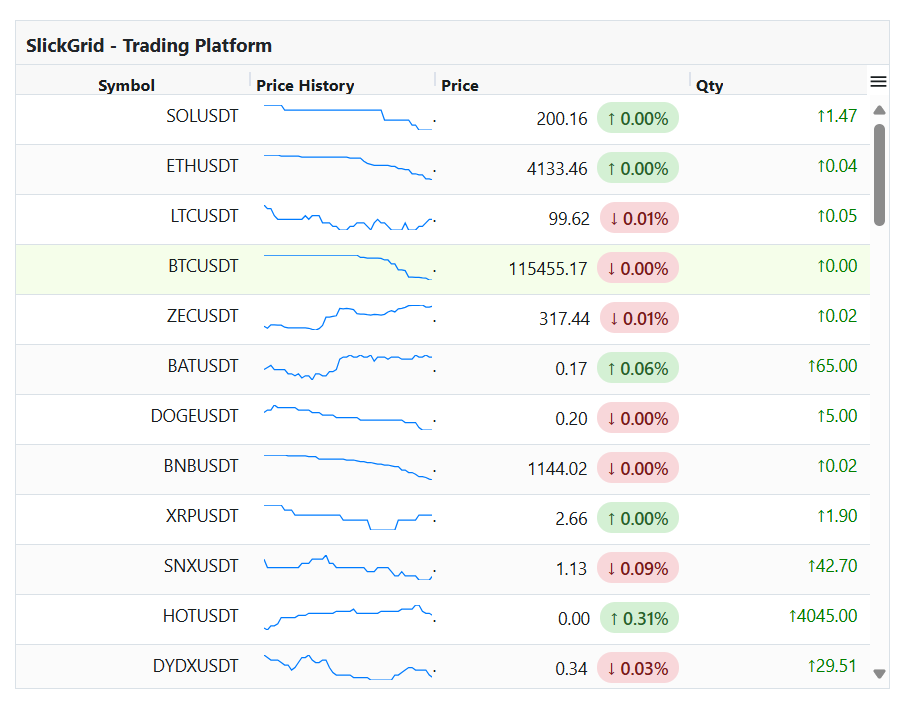 SlickGrid - Trading Platform
Symbol Price History Price Qty
SOLUSDT . 200.16 ↑ 0.00% ↑1.47
ETHUSDT . 4133.46 ↑ 0.00% ↑0.04
LTCUSDT . 99.62 ↓ 0.01% ↑0.05
BTCUSDT . 115455.17 ↓ 0.00% ↑0.00
ZECUSDT . 317.44 ↓ 0.01% ↑0.02
BATUSDT . 0.17 ↑ 0.06% ↑65.00
DOGEUSDT . 0.20 ↓ 0.00% ↑5.00
BNBUSDT . 1144.02 ↓ 0.00% ↑0.02
XRPUSDT . 2.66 ↑ 0.00% ↑1.90
SNXUSDT . 1.13 ↓ 0.09% ↑42.70
HOTUSDT . 0.00 ↑ 0.31% ↑4045.00
DYDXUSDT . 0.34 ↓ 0.03% ↑29.51